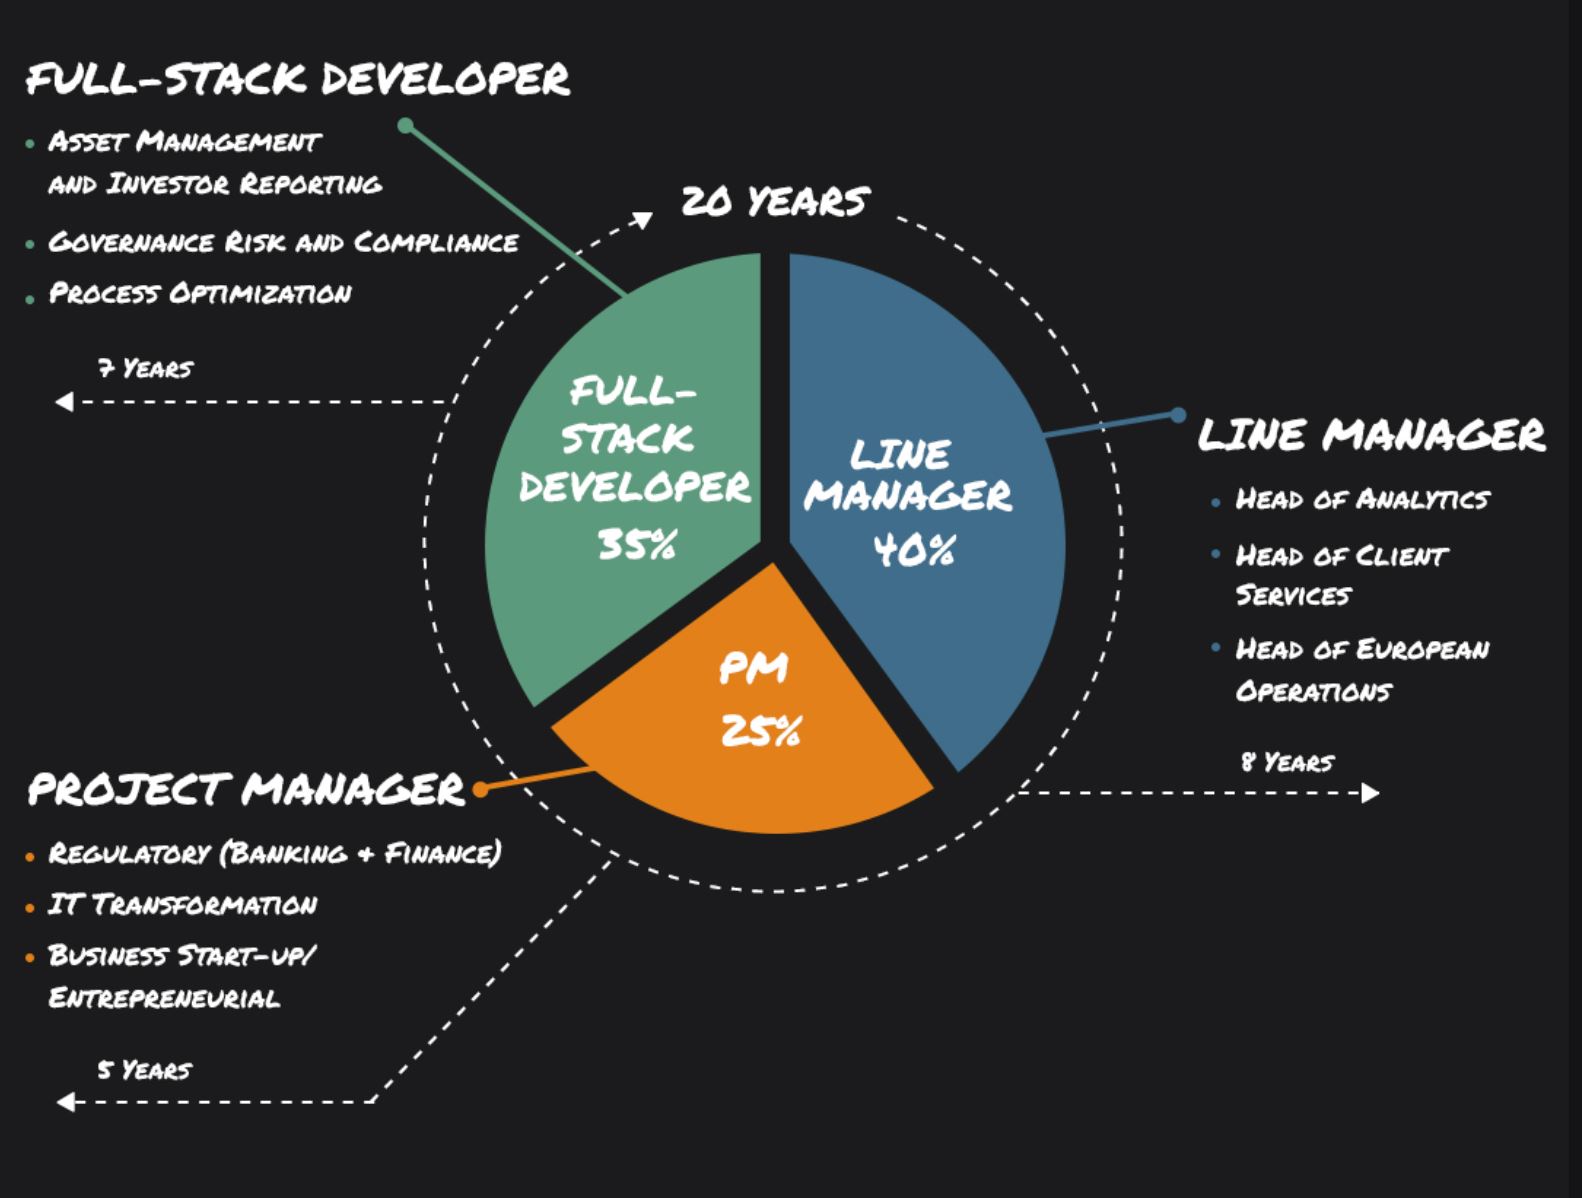 FULL-STACK DEVELOPER
ASSET MANAGEMENT
AND INVESTOR REPORTING
GOVERNANCE RISK AND COMPLIANCE
PROCESS OPTIMIZATION
7 YEARS
20 YEARS
FULL-
STACK
DEVELOPER
35%
LINE
MANAGER
40%
PM
25%
LINE MANAGER
HEAD OF ANALYTICS
HEAD OF CLIENT
SERVICES
HEAD OF EUROPEAN
OPERATIONS
8 YEARS
PROJECT MANAGER
REGULATORY (BANKING + FINANCE)
IT TRANSFORMATION
BUSINESS START-UP/
ENTREPRENEURIAL
5 YEARS